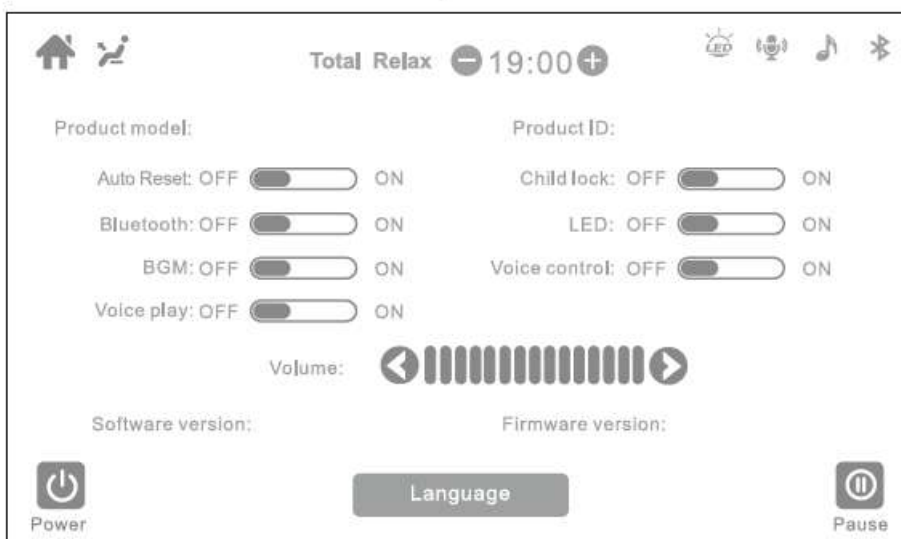 Total Relax 19:00
LED
Product model: Product ID:
Auto Reset: OFF ON Child lock: OFF ON
Bluetooth: OFF ON LED: OFF ON
BGM: OFF ON Voice control: OFF ON
Voice play: OFF ON
Volume:
Software version: Firmware version:
Language
Power Pause